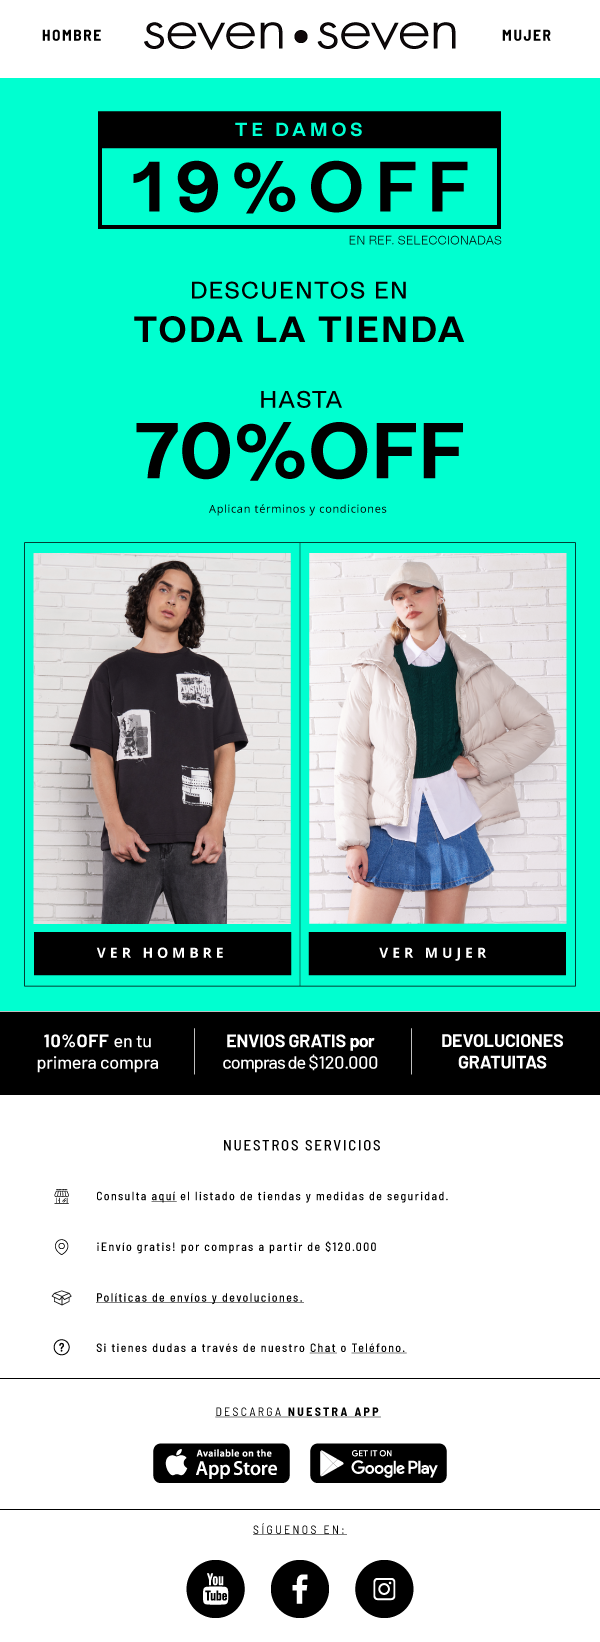 HOMBRE
seven•seven
MUJER
TE DAMOS
19%OFF
EN REF. SELECCIONADAS
DESCUENTOS EN
TODA LA TIENDA
HASTA
70%OFF
Aplican términos y condiciones
VER HOMBRE
VER MUJER
10%OFF en tu
primera compra
ENVIOS GRATIS por
compras de $120.000
DEVOLUCIONES
GRATUITAS
NUESTROS SERVICIOS
Consulta aquí el listado de tiendas y medidas de seguridad.
¡Envío gratis! por compras a partir de $120.000
Políticas de envíos y devoluciones.
Si tienes dudas a través de nuestro Chat o Teléfono.
DESCARGA NUESTRA APP
Available on the
App Store
GET IT ON
Google Play
SÍGUENOS EN:
You
Tube